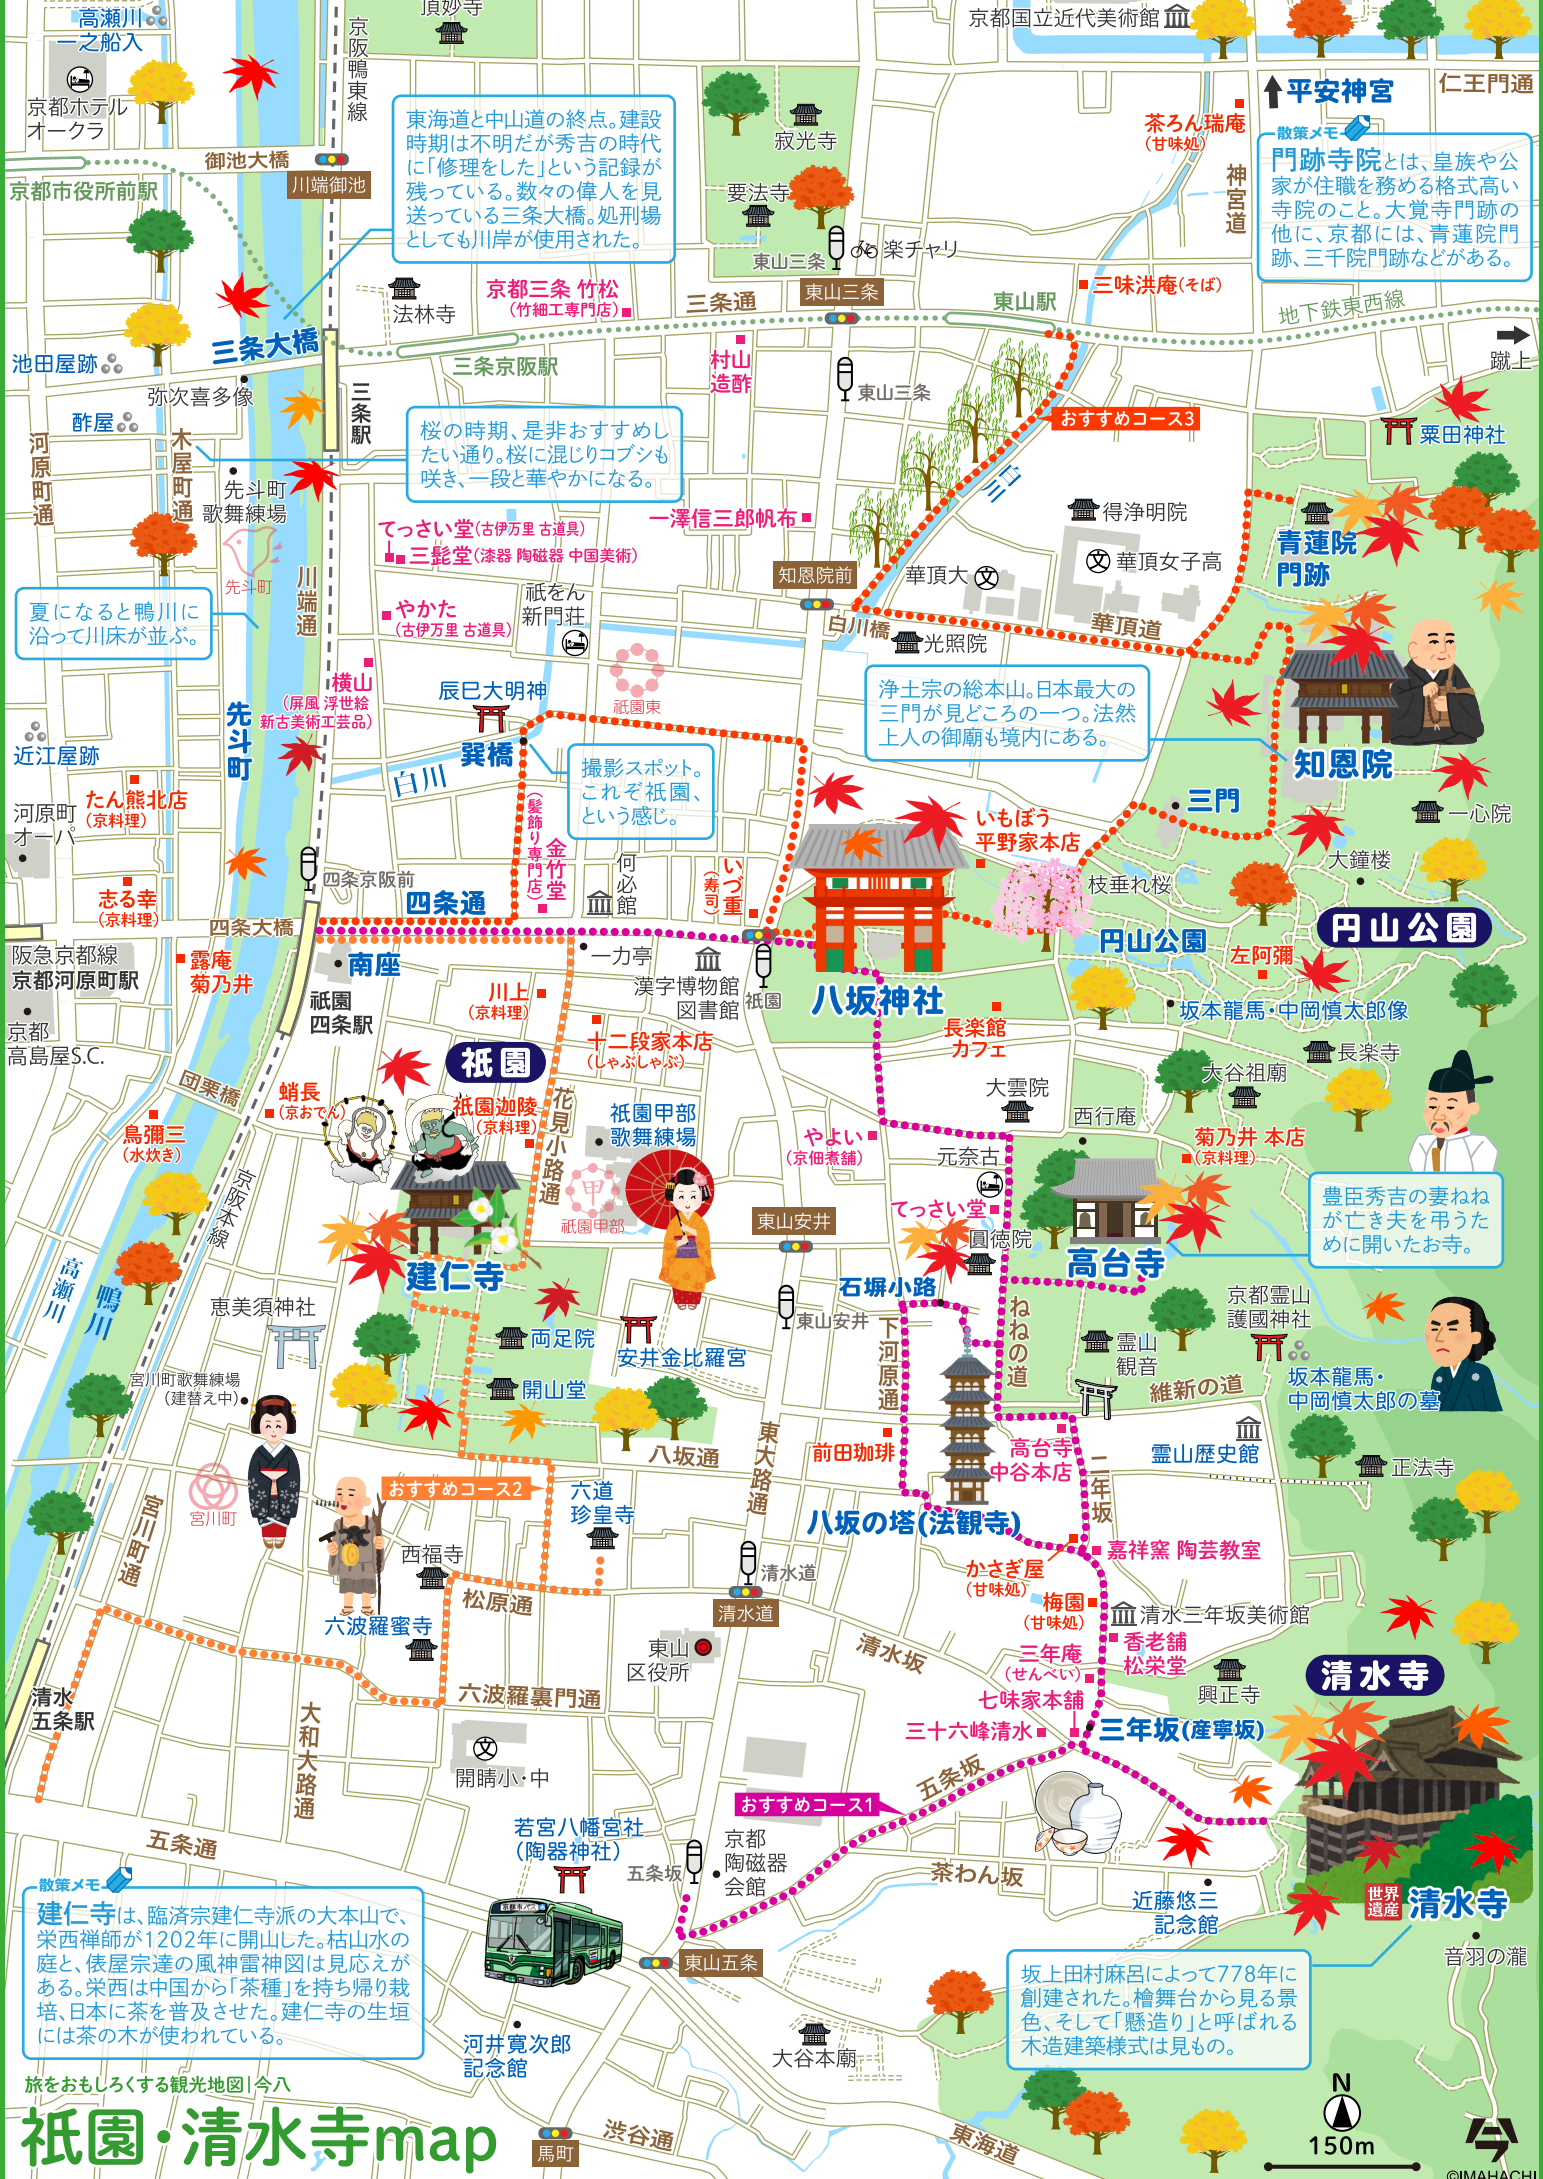 高瀬川
一之船入
京都ホテル
オークラ
京阪鴨東線
頂妙寺
京都国立近代美術館
平安神宮
仁王門通
茶ろん瑞庵
(甘味処)
神宮道
散策メモ
門跡寺院とは、皇族や公
家が住職を務める格式高い
寺院のこと。大覚寺門跡の
他に、京都には、青蓮院門
跡、三千院門跡などがある。
東海道と中山道の終点。建設
時期は不明だが秀吉の時代
に「修理をした」という記録が
残っている。数々の偉人を見
送っている三条大橋。処刑場
としても川岸が使用された。
寂光寺
要法寺
御池大橋
川端御池
京都市役所前駅
東山三条
楽チャリ
東山三条
三条通
東山駅
三味洪庵(そば)
地下鉄東西線
蹴上
法林寺
京都三条 竹松
(竹細工専門店)
三条大橋
三条京阪駅
池田屋跡
弥次喜多像
酢屋
三条駅
村山
造酢
東山三条
おすすめコース3
粟田神社
河原町通
木屋町通
桜の時期、是非おすすめし
たい通り。桜に混じりコブシも
咲き、一段と華やかになる。
先斗町
歌舞練場
先斗町
白川
てっさい堂(古伊万里 古道具)
三髭堂(漆器 陶磁器 中国美術)
一澤信三郎帆布
得浄明院
華頂女子高
華頂大
文
文
青蓮院
門跡
知恩院前
川端通
やかた
(古伊万里 古道具)
祇をん
新門荘
夏になると鴨川に
沿って川床が並ぶ。
白川橋
光照院
華頂道
横山
(屏風 浮世絵
新古美術工芸品)
辰巳大明神
祇園東
浄土宗の総本山。日本最大の
三門が見どころの一つ。法然
上人の御廟も境内にある。
知恩院
先斗町
近江屋跡
巽橋
白川
撮影スポット。
これぞ祇園、
という感じ。
三門
一心院
たん熊北店
(京料理)
河原町
オーパ
金竹堂
(髪飾り専門店)
何必館
いづ重
(寿司)
いもぼう
平野家本店
枝垂れ桜
大鐘楼
四条京阪前
四条通
志る幸
(京料理)
四条大橋
円山公園
円山公園
阪急京都線
京都河原町駅
露庵
菊乃井
南座
一力亭
漢字博物館
図書館
祇園
八坂神社
左阿彌
坂本龍馬・中岡慎太郎像
京都
高島屋S.C.
祇園
四条駅
川上
(京料理)
十二段家本店
(しゃぶしゃぶ)
長楽館
カフェ
長楽寺
祇園
団栗橋
蛸長
(京おでん)
祇園迦陵
(京料理)
花見小路通
祇園甲部
歌舞練場
甲
祇園甲部
大雲院
大谷祖廟
西行庵
鳥彌三
(水炊き)
やよい
(京佃煮舗)
元奈古
菊乃井 本店
(京料理)
京阪本線
てっさい堂
圓徳院
東山安井
豊臣秀吉の妻ねね
が亡き夫を弔うた
めに開いたお寺。
高台寺
建仁寺
高瀬川
鴨川
恵美須神社
石塀小路
東山安井
下河原通
ねねの道
京都霊山
護國神社
両足院
安井金比羅宮
霊山
観音
維新の道
坂本龍馬・
中岡慎太郎の墓
宮川町歌舞練場
(建替え中)
開山堂
八坂通
東大路通
前田珈琲
高台寺
中谷本店
二年坂
霊山歴史館
正法寺
宮川町
宮川町通
おすすめコース2
六道
珍皇寺
八坂の塔(法観寺)
西福寺
清水道
清水道
かさぎ屋
(甘味処)
嘉祥窯 陶芸教室
松原通
六波羅蜜寺
梅園
(甘味処)
清水三年坂美術館
東山
区役所
清水坂
三年庵
(せんべい)
香老舗
松栄堂
興正寺
清水寺
清水
五条駅
六波羅裏門通
七味家本舗
三十六峰清水
三年坂(産寧坂)
大和大路通
文
開睛小・中
五条坂
おすすめコース1
五条通
若宮八幡宮社
(陶器神社)
五条坂
京都
陶磁器
会館
茶わん坂
近藤悠三
記念館
世界
遺産
清水寺
音羽の瀧
散策メモ
建仁寺は、臨済宗建仁寺派の大本山で、
栄西禅師が1202年に開山した。枯山水の
庭と、俵屋宗達の風神雷神図は見応えが
ある。栄西は中国から「茶種」を持ち帰り栽
培、日本に茶を普及させた。建仁寺の生垣
には茶の木が使われている。
東山五条
坂上田村麻呂によって778年に
創建された。檜舞台から見る景
色、そして「懸造り」と呼ばれる
木造建築様式は見もの。
河井寛次郎
記念館
大谷本廟
旅をおもしろくする観光地図|今八
祇園・清水寺map
馬町
渋谷通
東海道
N
150m
©IMAHACHI